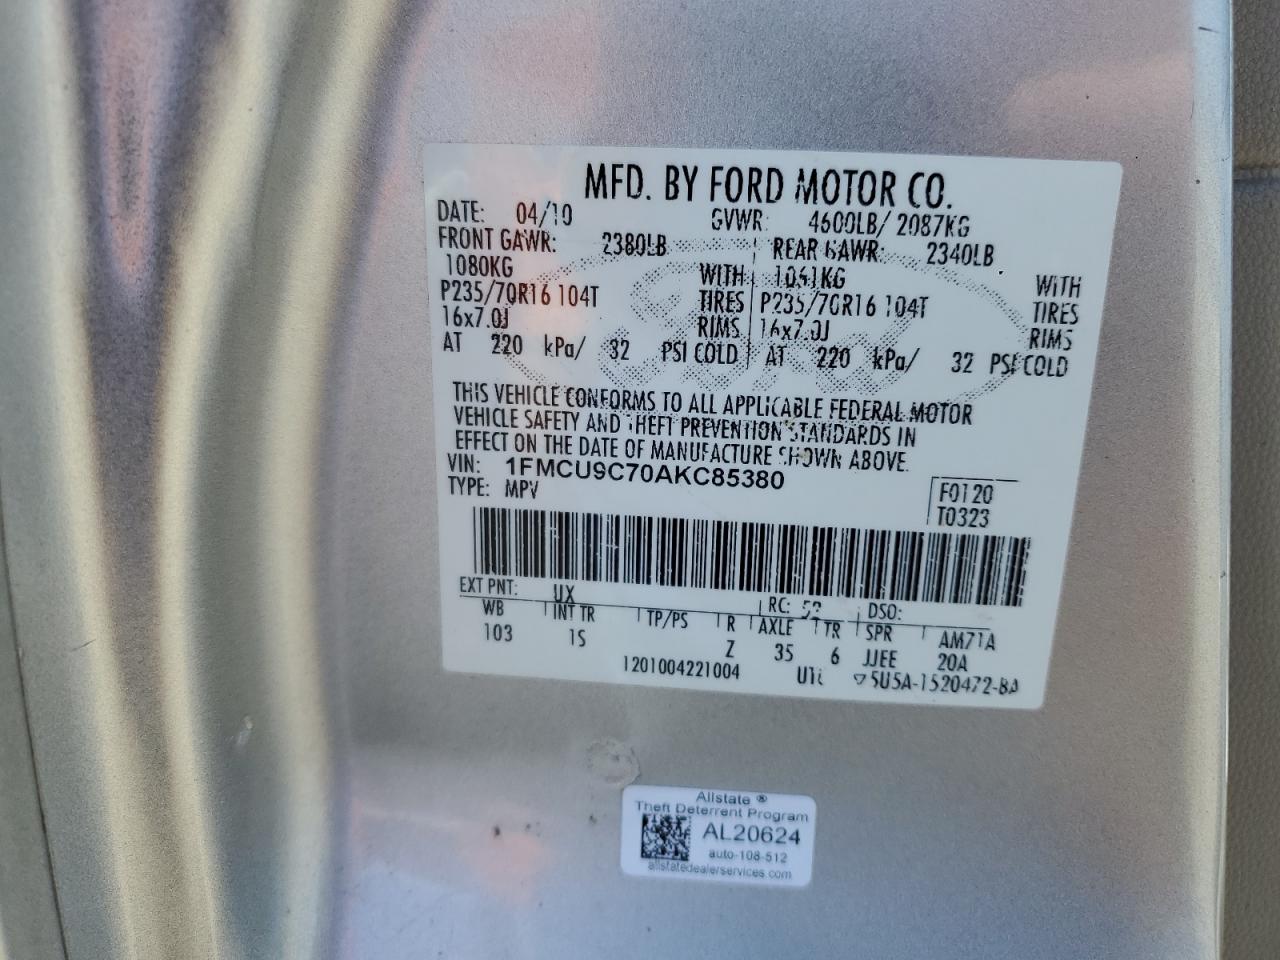 MFD. BY FORD MOTOR CO.
DATE: 04/10 GVWR: 4600LB/ 2087KG
FRONT GAWR: 2380LB REAR GAWR: 2340LB
1080KG WITH 1061KG WITH
P235/70R16 104T TIRES P235/70R16 104T TIRES
16x7.0J RIMS 16x7.0J RIMS
AT 220 kPa/ 32 PSI COLD AT 220 kPa/ 32 PSI COLD
THIS VEHICLE CONFORMS TO ALL APPLICABLE FEDERAL MOTOR
VEHICLE SAFETY AND THEFT PREVENTION STANDARDS IN
EFFECT ON THE DATE OF MANUFACTURE SHOWN ABOVE.
VIN: 1FMCU9C70AKC85380
TYPE: MPV
F0120
T0323
EXT PNT: UX RC: DSO:
WB INT TR TP/PS R AXLE TR SPR AM71A
103 1S Z 35 6 JJEE 20A
1201004221004 5U5A-1520472-BA
Allstate ®
Theft Deterrent Program
AL20624
auto-108-512
allstatedealerservices.com